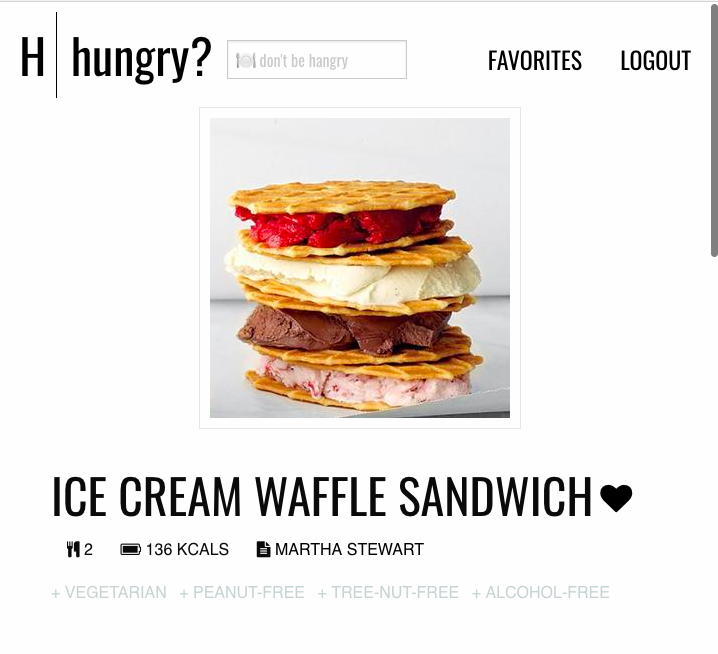 H hungry? 🍽 don't be hangry FAVORITES LOGOUT
ICE CREAM WAFFLE SANDWICH
2 136 KCALS MARTHA STEWART
+ VEGETARIAN + PEANUT-FREE + TREE-NUT-FREE + ALCOHOL-FREE